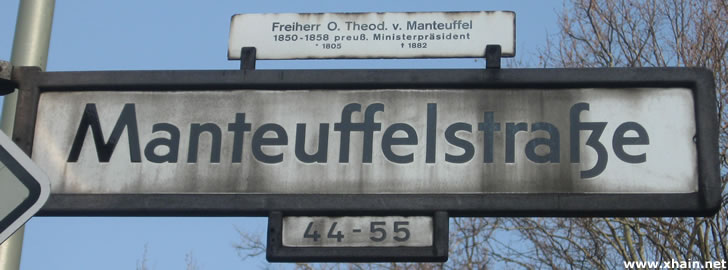 Freiherr O. Theod. v. Manteuffel
1850-1858 preuß. Ministerpräsident
* 1805 † 1882
Manteuffelstraße
44-55
www.xhain.net